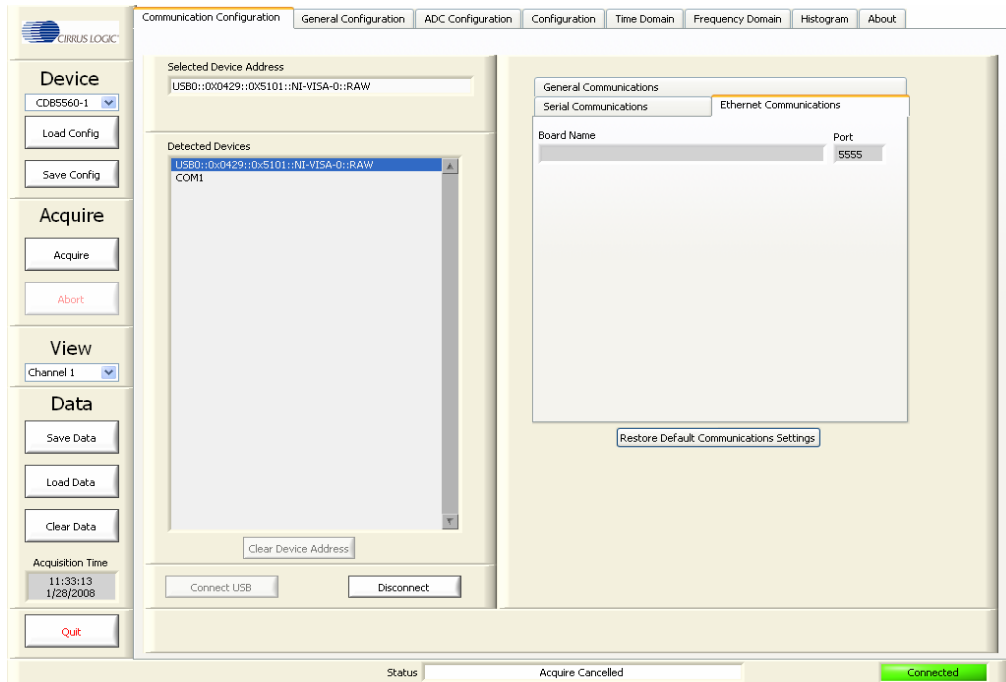 CIRRUS LOGIC
Communication Configuration
General Configuration
ADC Configuration
Configuration
Time Domain
Frequency Domain
Histogram
About
Device
CDB5560-1
Load Config
Save Config
Acquire
Acquire
Abort
View
Channel 1
Data
Save Data
Load Data
Clear Data
Acquisition Time
11:33:13
1/28/2008
Quit
Selected Device Address
USB0::0X0429::0X5101::NI-VISA-0::RAW
Detected Devices
USB0::0x0429::0x5101::NI-VISA-0::RAW
COM1
Clear Device Address
Connect USB
Disconnect
General Communications
Serial Communications
Ethernet Communications
Board Name
Port
5555
Restore Default Communications Settings
Status
Acquire Cancelled
Connected